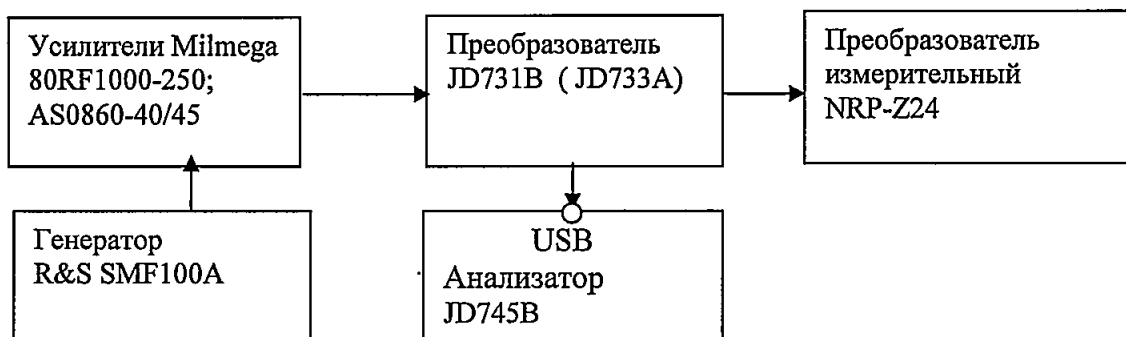 Усилители Milmega
80RF1000-250;
AS0860-40/45
Преобразователь
JD731B ( JD733A)
Преобразователь
измерительный
NRP-Z24
Генератор
R&S SMF100A
USB
Анализатор
JD745B